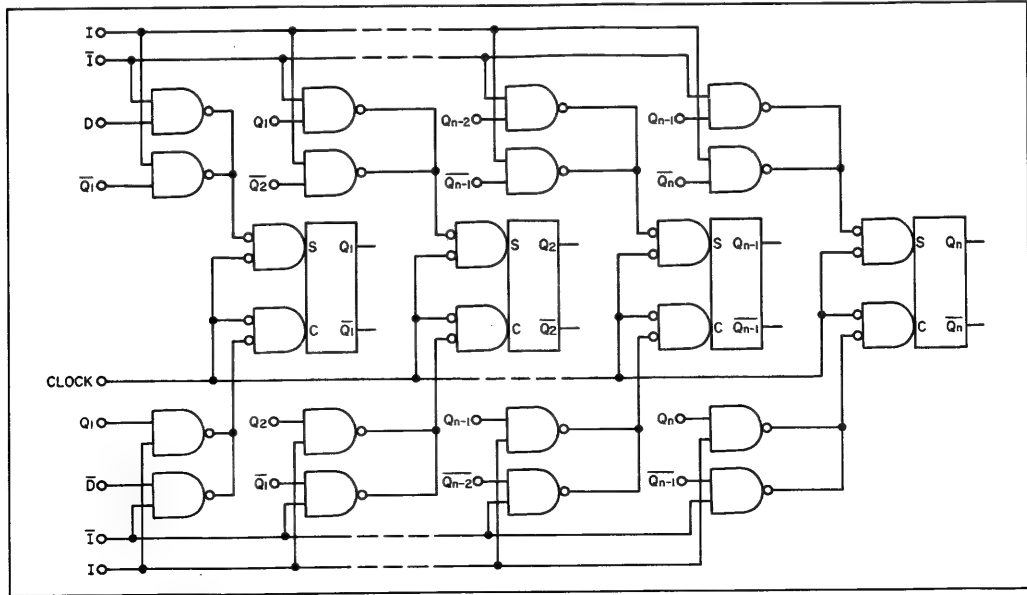 I
Ī
D
Q1
Qn-2
Qn-1
Q̅1̅
Q̅2̅
Q̅n̅-̅1̅
Q̅n̅
S Q1
S Q2
S Qn-1
S Qn
C Q̅1̅
C Q̅2̅
C Q̅n̅-̅1̅
C Q̅n̅
CLOCK
Q1
Q2
Qn-1
Qn
D̅
Q̅1̅
Q̅n̅-̅2̅
Q̅n̅-̅1̅
Ī
I